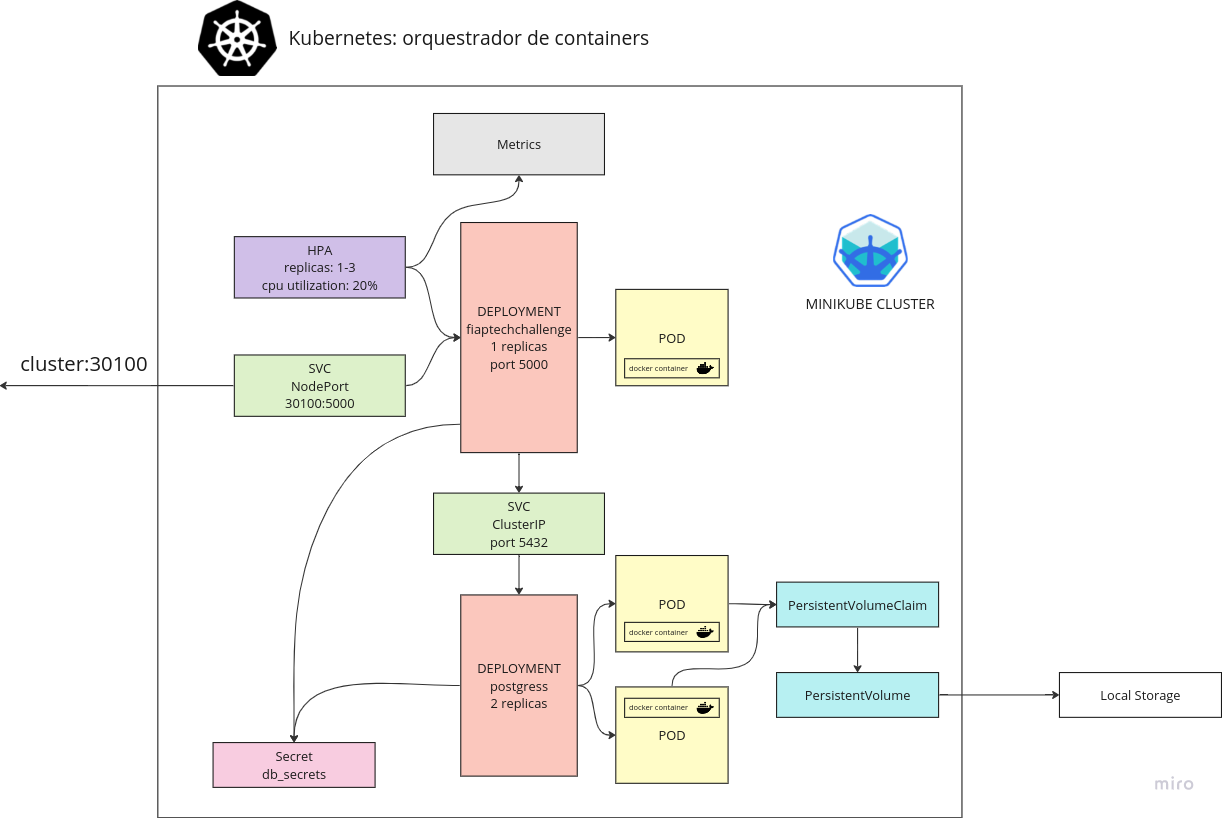 Kubernetes: orquestrador de containers
Metrics
HPA
replicas: 1-3
cpu utilization: 20%
DEPLOYMENT
fiaptechchallenge
1 replicas
port 5000
POD
docker container
MINIKUBE CLUSTER
cluster:30100
SVC
NodePort
30100:5000
SVC
ClusterIP
port 5432
POD
docker container
PersistentVolumeClaim
DEPLOYMENT
postgress
2 replicas
docker container
POD
PersistentVolume
Local Storage
Secret
db_secrets
miro